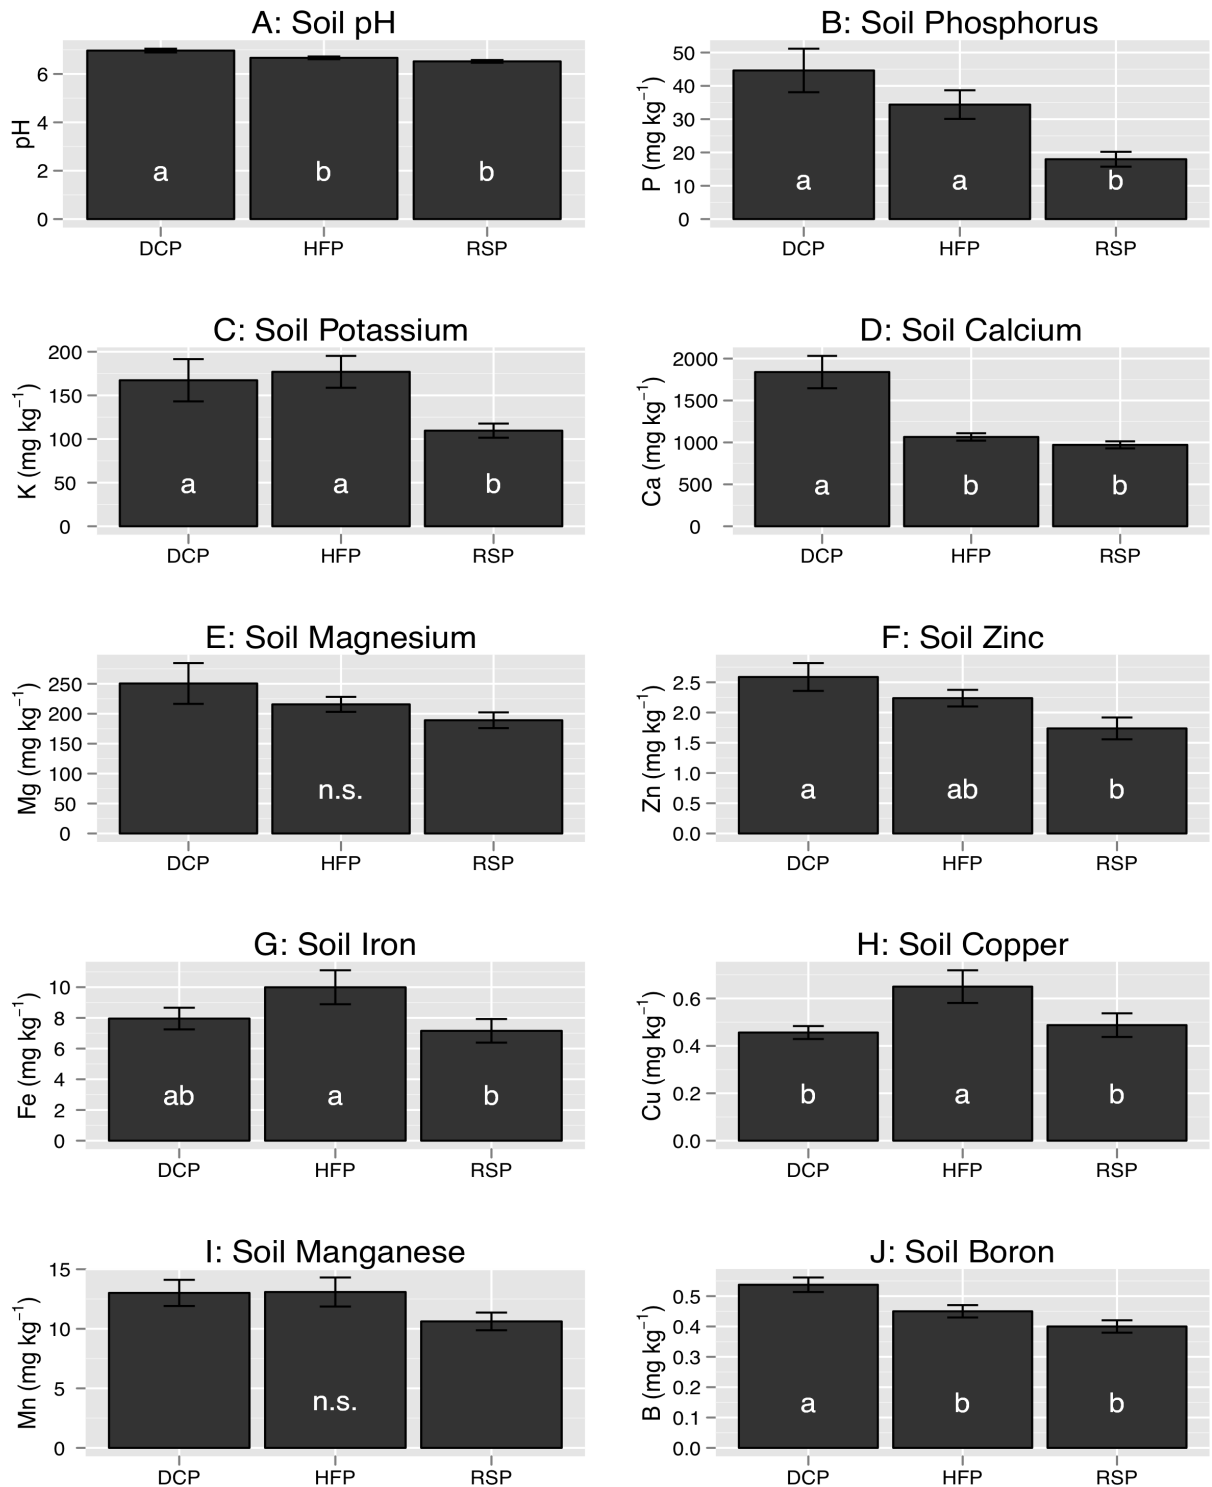 A: Soil pH
pH
6
4
2
0
a b b
DCP HFP RSP
B: Soil Phosphorus
P (mg kg⁻¹)
50
40
30
20
10
0
a a b
DCP HFP RSP
C: Soil Potassium
K (mg kg⁻¹)
200
150
100
50
0
a a b
DCP HFP RSP
D: Soil Calcium
Ca (mg kg⁻¹)
2000
1500
1000
500
0
a b b
DCP HFP RSP
E: Soil Magnesium
Mg (mg kg⁻¹)
250
200
150
100
50
0
n.s.
DCP HFP RSP
F: Soil Zinc
Zn (mg kg⁻¹)
2.5
2.0
1.5
1.0
0.5
0.0
a ab b
DCP HFP RSP
G: Soil Iron
Fe (mg kg⁻¹)
10
8
6
4
2
0
ab a b
DCP HFP RSP
H: Soil Copper
Cu (mg kg⁻¹)
0.6
0.4
0.2
0.0
b a b
DCP HFP RSP
I: Soil Manganese
Mn (mg kg⁻¹)
15
10
5
0
n.s.
DCP HFP RSP
J: Soil Boron
B (mg kg⁻¹)
0.5
0.4
0.3
0.2
0.1
0.0
a b b
DCP HFP RSP